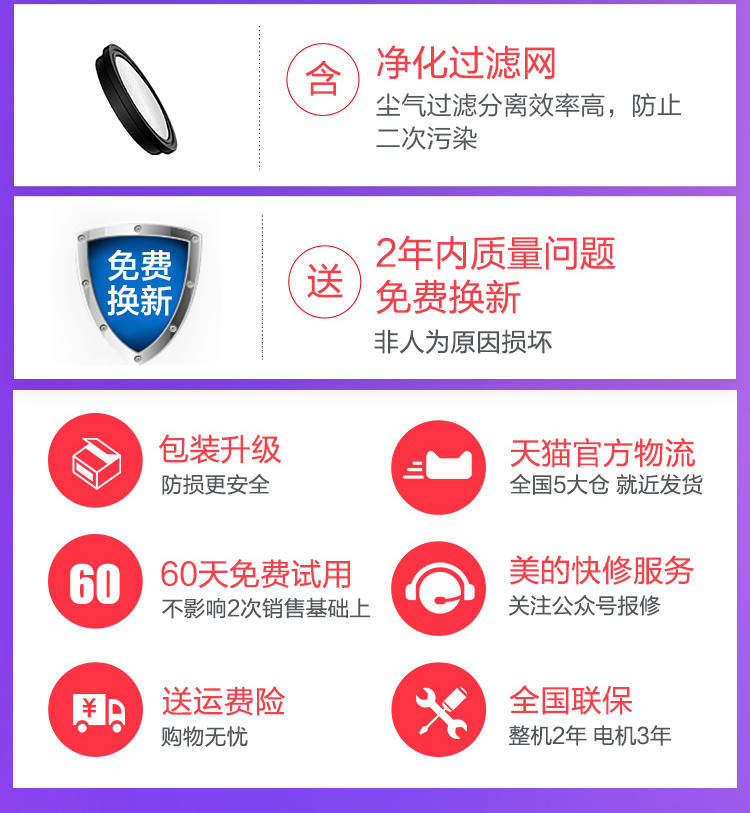 含
净化过滤网
尘气过滤分离效率高，防止
二次污染
免费
换新
送
2年内质量问题
免费换新
非人为原因损坏
包装升级
防损更安全
天猫官方物流
全国5大仓 就近发货
60
60天免费试用
不影响2次销售基础上
美的快修服务
关注公众号报修
¥
送运费险
购物无忧
全国联保
整机2年 电机3年